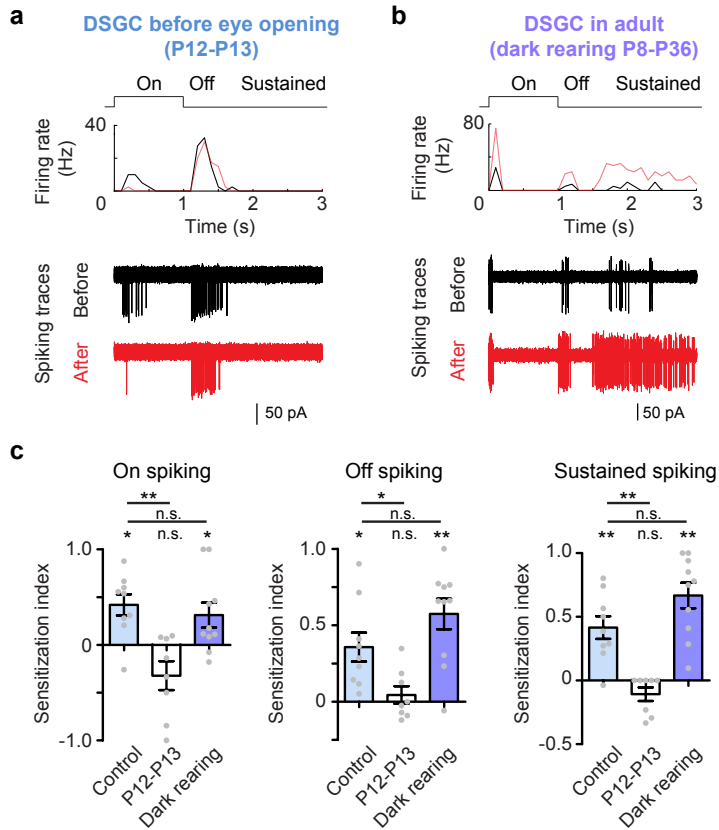 a
DSGC before eye opening
(P12-P13)
On Off Sustained
40
0
Firing rate
(Hz)
0 1 2 3
Time (s)
Spiking traces
Before
After
50 pA
b
DSGC in adult
(dark rearing P8-P36)
On Off Sustained
80
0
Firing rate
(Hz)
0 1 2 3
Time (s)
Spiking traces
Before
After
50 pA
c
On spiking
**
n.s.
* n.s. *
1.0
0
-1.0
Sensitization index
Control
P12-P13
Dark rearing
Off spiking
*
n.s.
* n.s. **
1.0
0.5
0
Sensitization index
Control
P12-P13
Dark rearing
Sustained spiking
**
n.s.
** n.s. **
1.0
0.5
0
-0.5
Sensitization index
Control
P12-P13
Dark rearing